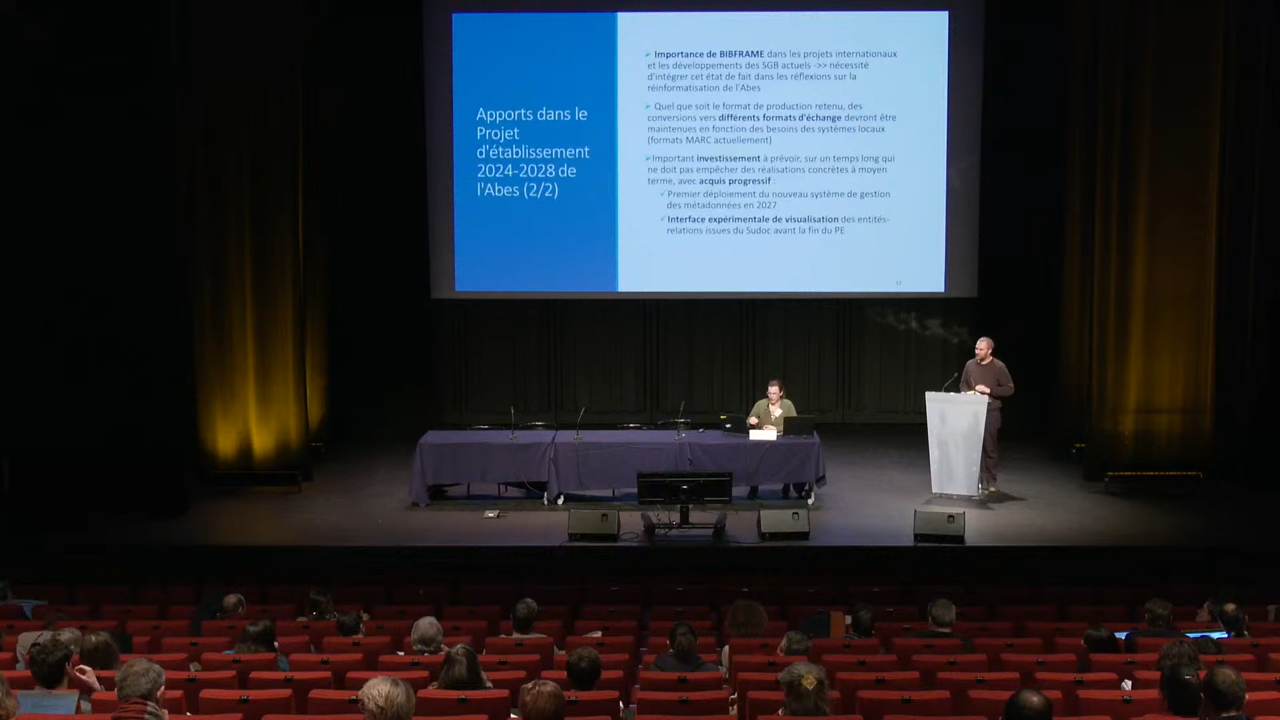 Apports dans le
Projet
d'établissement
2024-2028 de
l'Abes (2/2)
Importance de BIBFRAME dans les projets internationaux
et les développements des SGB actuels ->> nécessité
d'intégrer cet état de fait dans les réflexions sur la
réinformatisation de l'Abes
Quel que soit le format de production retenu, des
conversions vers différents formats d'échange devront être
maintenues en fonction des besoins des systèmes locaux
(formats MARC actuellement)
Important investissement à prévoir, sur un temps long qui
ne doit pas empêcher des réalisations concrètes à moyen
terme, avec acquis progressif :
Premier déploiement du nouveau système de gestion
des métadonnées en 2027
Interface expérimentale de visualisation des entités-
relations issues du Sudoc avant la fin du PE